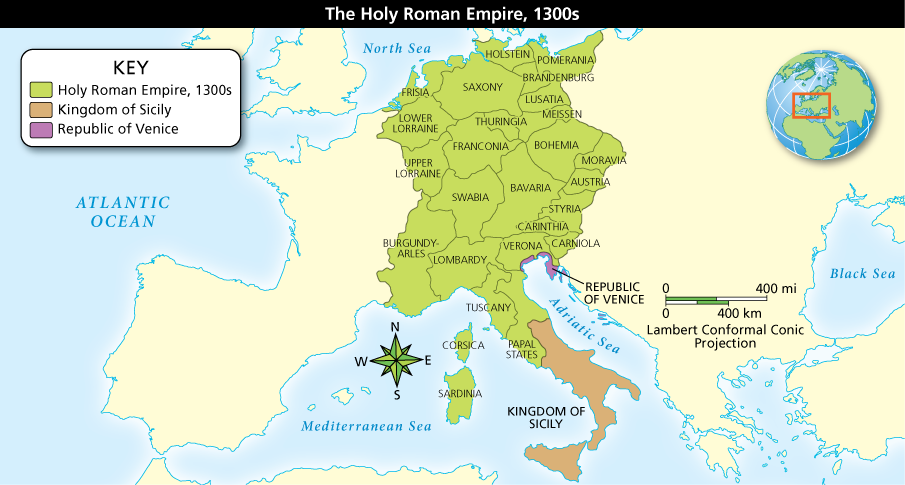 The Holy Roman Empire, 1300s
KEY
Holy Roman Empire, 1300s
Kingdom of Sicily
Republic of Venice
North Sea
ATLANTIC
OCEAN
HOLSTEIN
POMERANIA
BRANDENBURG
SAXONY
FRISIA
LUSATIA
MEISSEN
LOWER
LORRAINE
THURINGIA
FRANCONIA
BOHEMIA
MORAVIA
UPPER
LORRAINE
SWABIA
BAVARIA
AUSTRIA
STYRIA
CARINTHIA
BURGUNDY-
ARLES
VERONA
CARNIOLA
LOMBARDY
REPUBLIC
OF VENICE
TUSCANY
Adriatic Sea
CORSICA
PAPAL
STATES
SARDINIA
KINGDOM OF
SICILY
Mediterranean Sea
Black Sea
N
W
E
S
0 400 mi
0 400 km
Lambert Conformal Conic
Projection